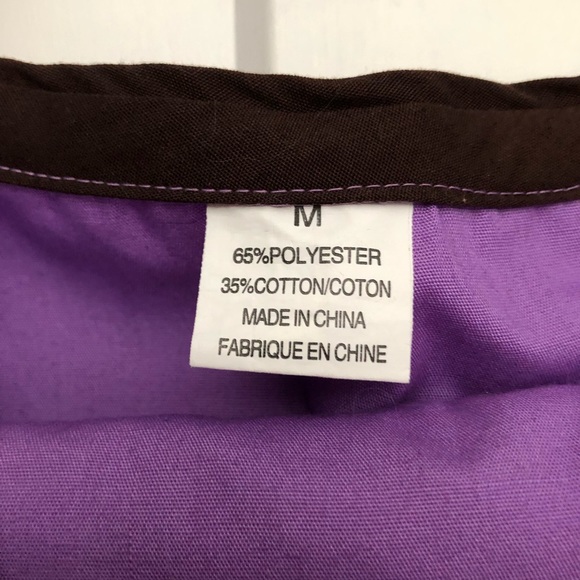 M
65%POLYESTER
35%COTTON/COTON
MADE IN CHINA
FABRIQUE EN CHINE